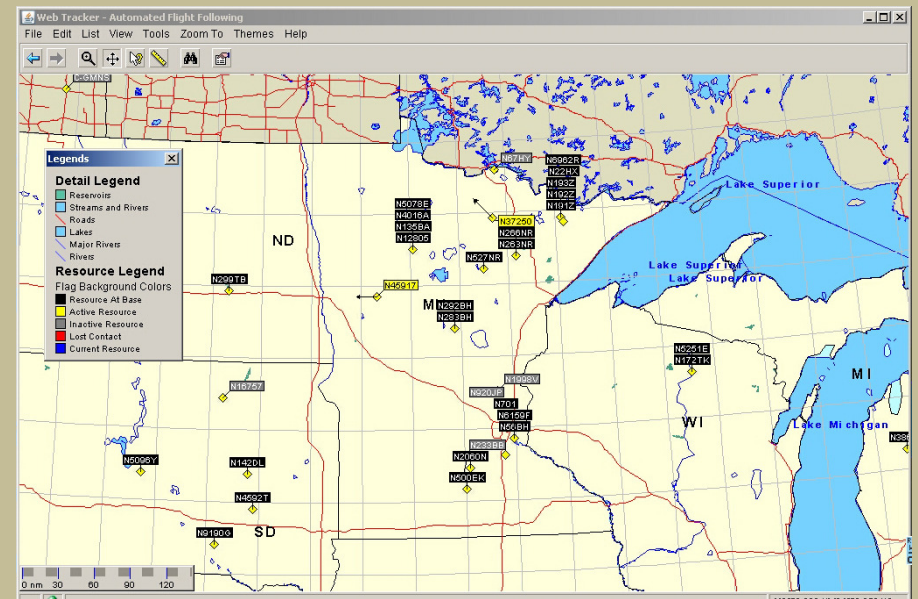 Web Tracker - Automated Flight Following
File Edit List View Tools Zoom To Themes Help
C-GMNS
Legends
Detail Legend
Reservoirs
Streams and Rivers
Roads
Lakes
Major Rivers
Rivers
Resource Legend
Flag Background Colors
Resource At Base
Active Resource
Inactive Resource
Lost Contact
Current Resource
N67HY
N6962R
N22HX
N193Z
N192Z
N191Z
Lake Superior
N5078E
N4016A
N135BA
N12805
N37250
N266NR
N263NR
ND
N527NR
Lake Superior
Lake Superior
N299TB
N45917
M
N292BH
N283BH
N5251E
N172TK
MI
N1998V
N16757
N920JP
N701
N6159F
N56BH
WI
Lake Michigan
N233BB
N386
N2060N
N5096Y
N142DL
N500EK
N4592T
N9190G
SD
0 nm 30 60 90 120